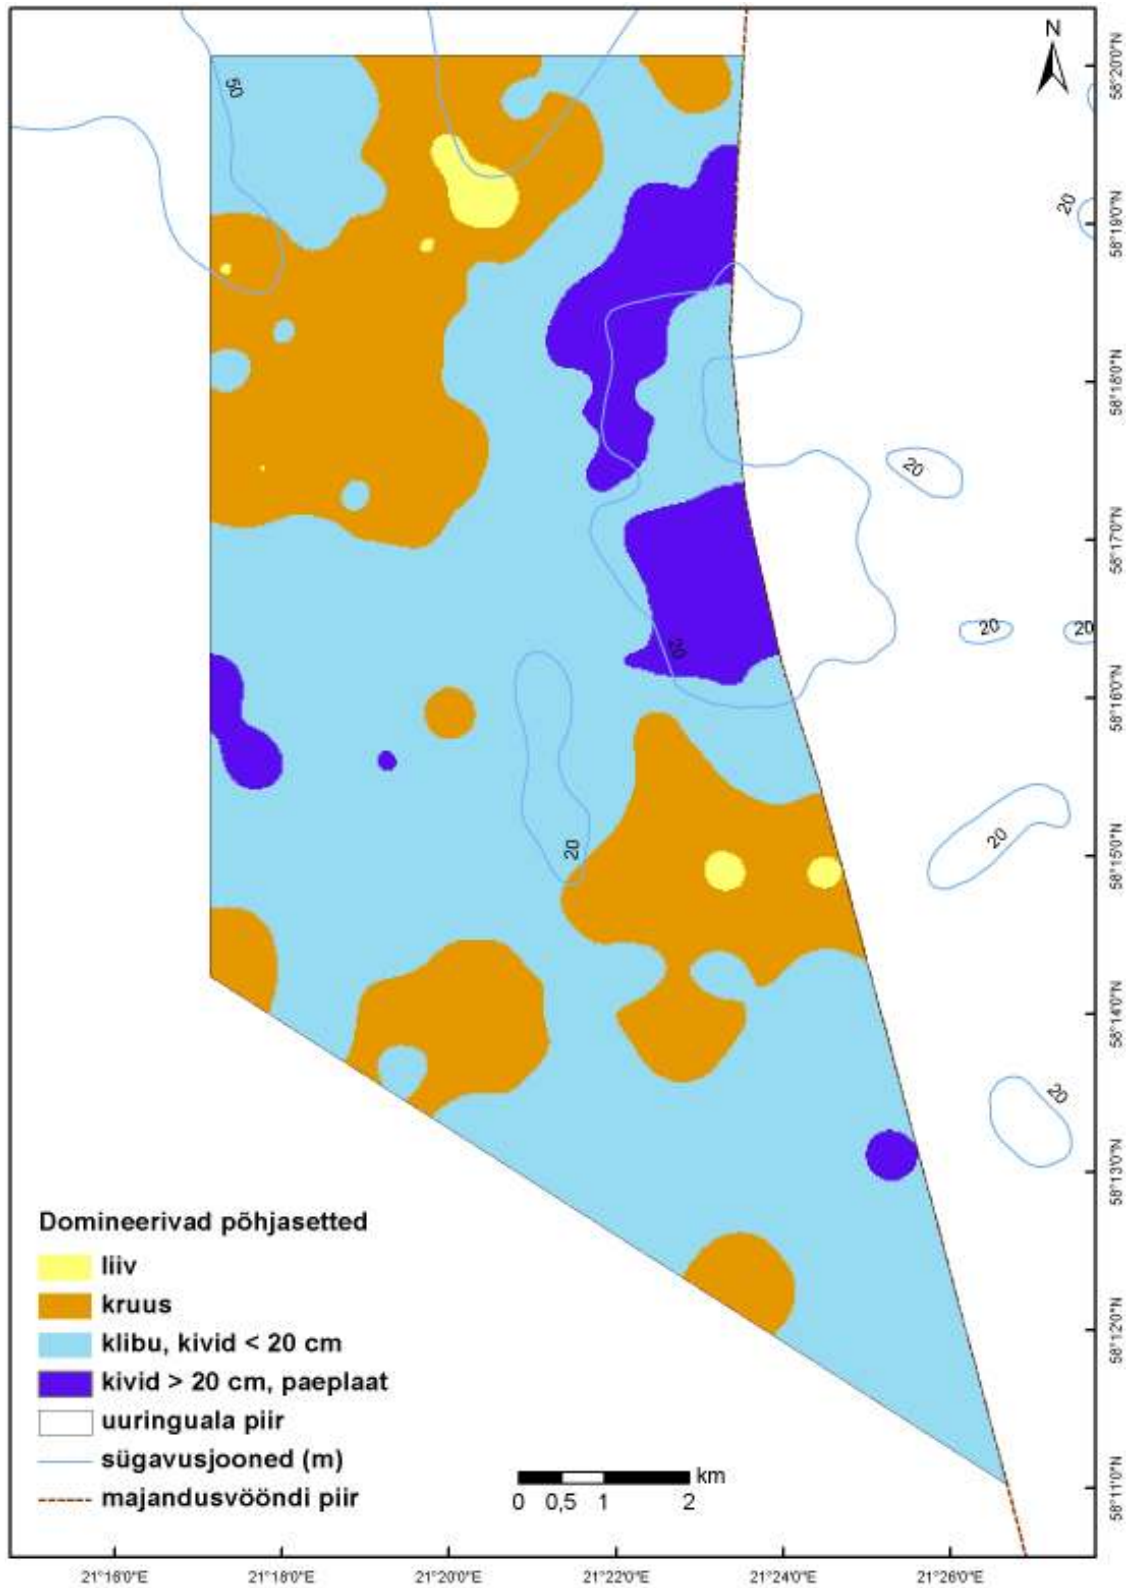 N
50
20
20
20
20
20
20
20
20
58°20'0"N
58°19'0"N
58°18'0"N
58°17'0"N
58°16'0"N
58°15'0"N
58°14'0"N
58°13'0"N
58°12'0"N
58°11'0"N
Domineerivad põhjasetted
liiv
kruus
klibu, kivid < 20 cm
kivid > 20 cm, paeplaat
uuringuala piir
sügavusjooned (m)
majandusvööndi piir
km
0 0,5 1 2
21°16'0"E 21°18'0"E 21°20'0"E 21°22'0"E 21°24'0"E 21°26'0"E